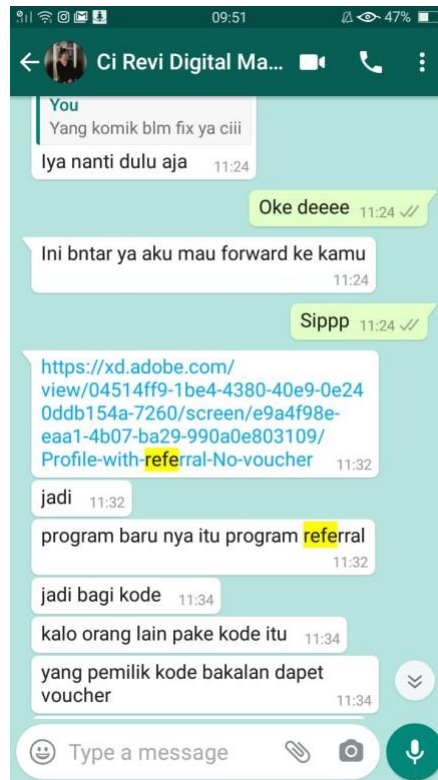 09:51
47%
Ci Revi Digital Ma...
You
Yang komik blm fix ya ciii
Iya nanti dulu aja 11:24
Oke deeee 11:24
Ini bntar ya aku mau forward ke kamu
11:24
Sippp 11:24
https://xd.adobe.com/
view/04514ff9-1be4-4380-40e9-0e24
0ddb154a-7260/screen/e9a4f98e-
eaa1-4b07-ba29-990a0e803109/
Profile-with-referral-No-voucher 11:32
jadi 11:32
program baru nya itu program referral
11:32
jadi bagi kode 11:34
kalo orang lain pake kode itu 11:34
yang pemilik kode bakalan dapet
voucher 11:34
Type a message